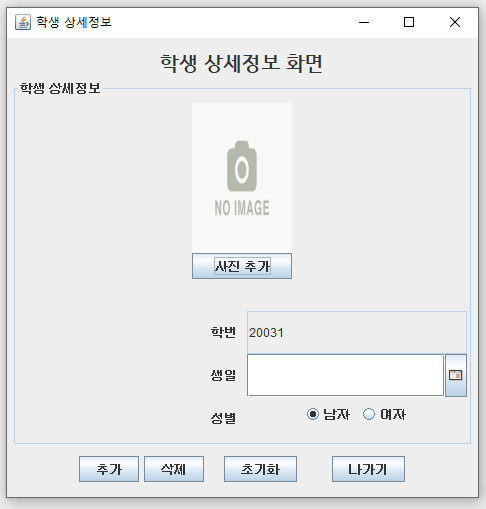 학생 상세정보
학생 상세정보 화면
학생 상세정보
NO IMAGE
사진 추가
학번 20031
생일
성별 남자 여자
추가 삭제 초기화 나가기